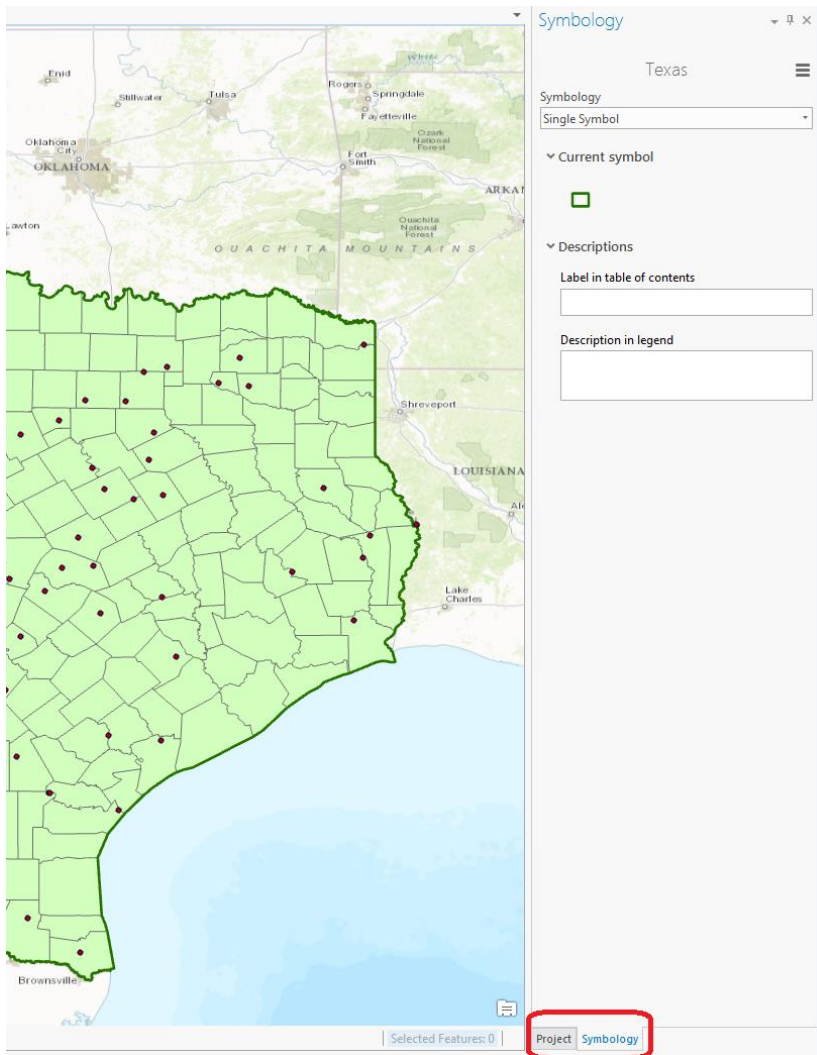 Symbology
Texas
Symbology
Single Symbol
Current symbol
Descriptions
Label in table of contents
Description in legend
Enid
Stillwater
Tulsa
Rogers
Springdale
Fayetteville
Ozark
National
Forest
Oklahoma
City
OKLAHOMA
Fort
Smith
ARKA
Lawton
Ouachita
National
Forest
OUACHITA MOUNTAINS
Shreveport
LOUISIANA
Lake
Charles
Brownsville
Selected Features: 0
Project Symbology